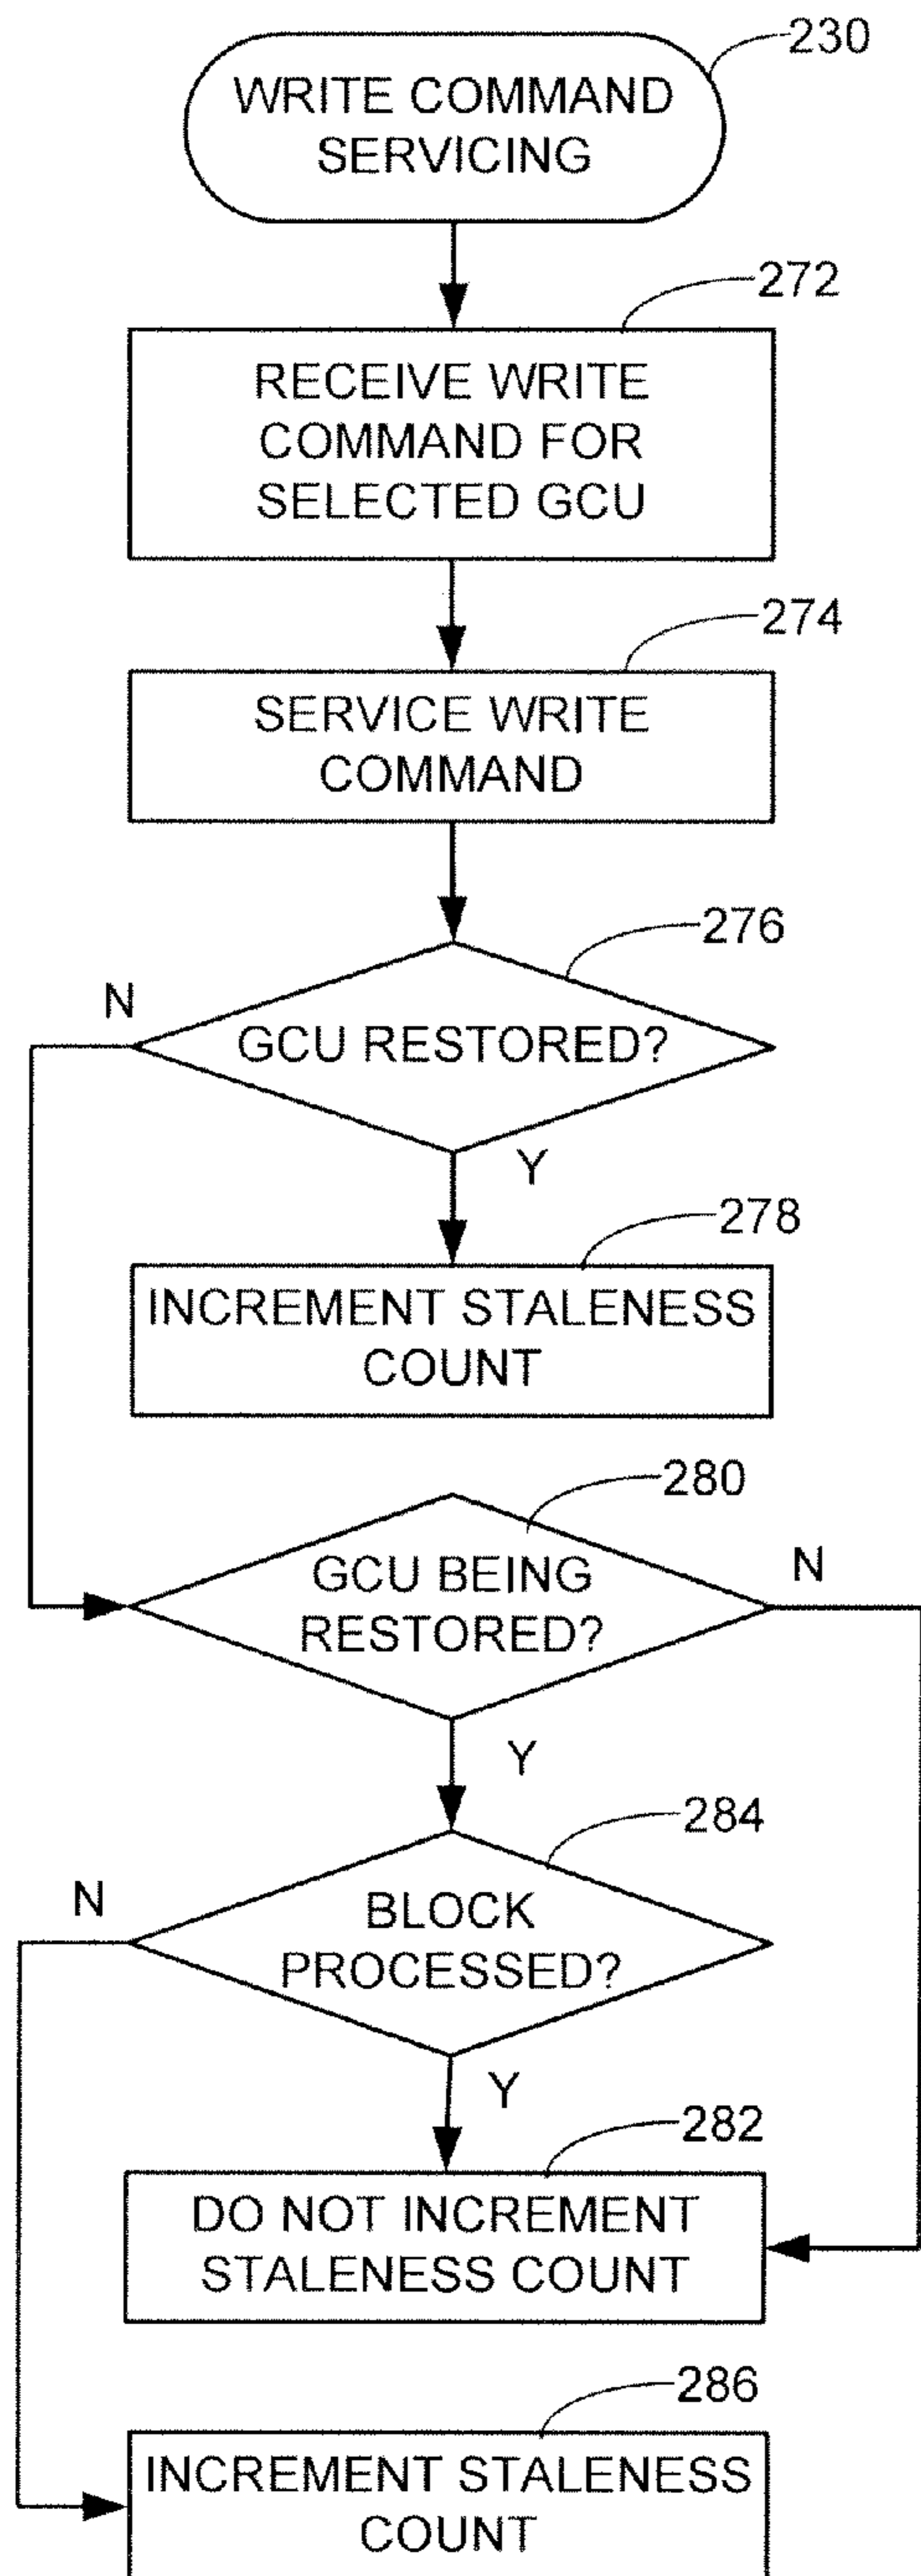 230
WRITE COMMAND
SERVICING
272
RECEIVE WRITE
COMMAND FOR
SELECTED GCU
274
SERVICE WRITE
COMMAND
276
N
GCU RESTORED?
Y
278
INCREMENT STALENESS
COUNT
280
N
GCU BEING
RESTORED?
Y
284
N
BLOCK
PROCESSED?
Y
282
DO NOT INCREMENT
STALENESS COUNT
286
INCREMENT STALENESS
COUNT